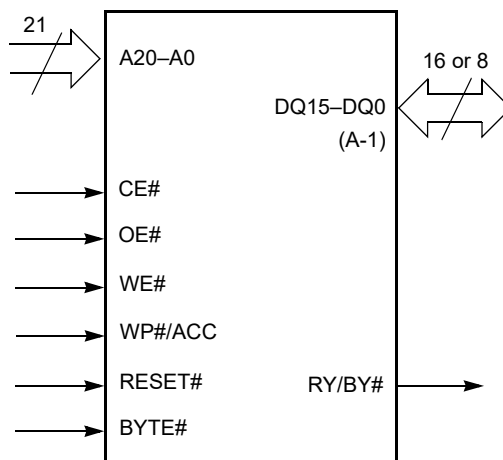 21
A20–A0
16 or 8
DQ15–DQ0
(A-1)
CE#
OE#
WE#
WP#/ACC
RESET#
RY/BY#
BYTE#